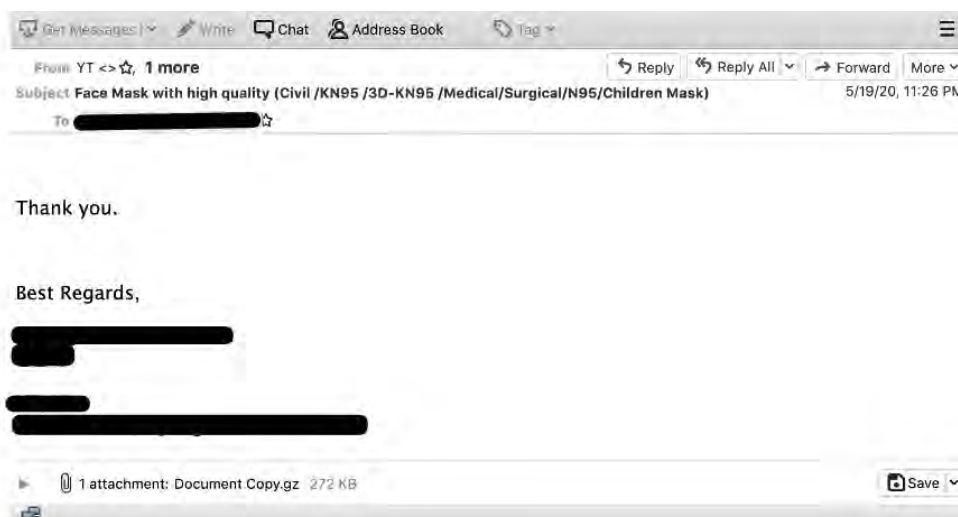 Get Messages Write Chat Address Book Tag
From YT <>, 1 more Reply Reply All Forward More
Subject Face Mask with high quality (Civil /KN95 /3D-KN95 /Medical/Surgical/N95/Children Mask) 5/19/20, 11:26 PM
To
Thank you.
Best Regards,
1 attachment: Document Copy.gz 272 KB Save